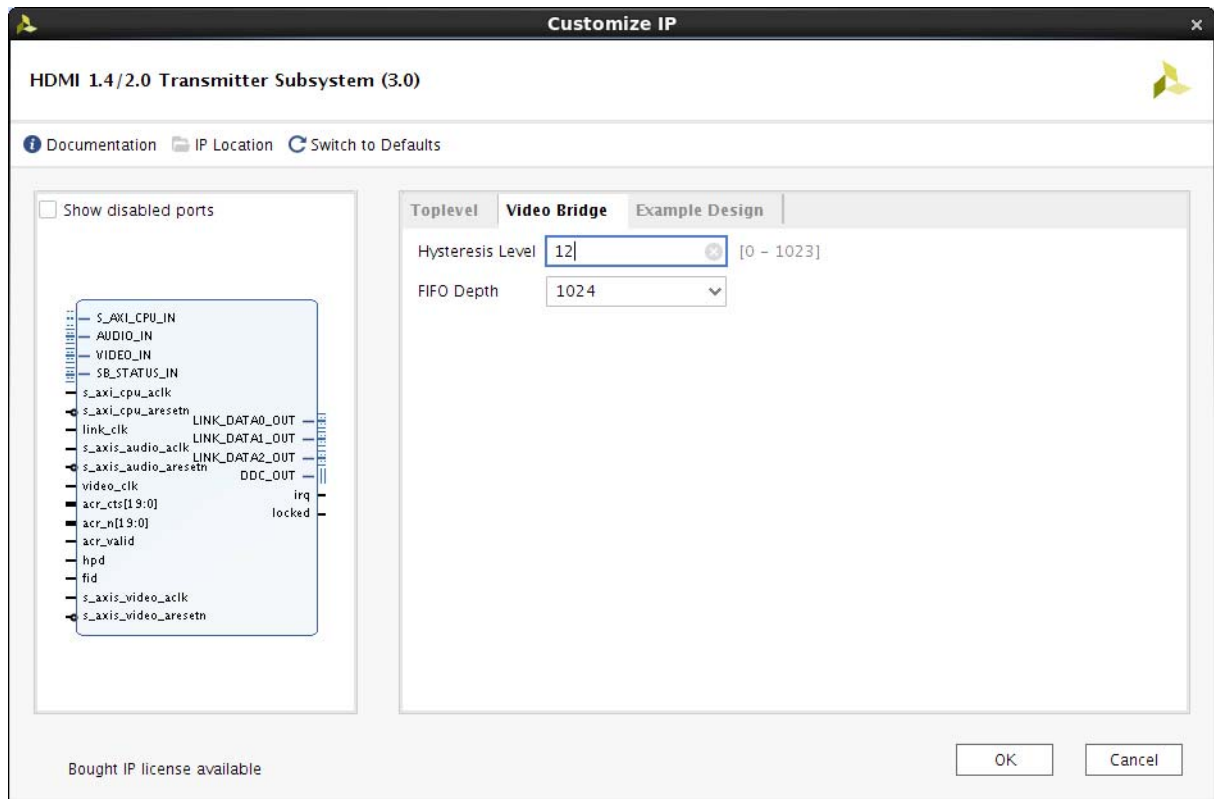 Customize IP
HDMI 1.4/2.0 Transmitter Subsystem (3.0)
Documentation IP Location Switch to Defaults
Show disabled ports
S_AXI_CPU_IN
AUDIO_IN
VIDEO_IN
SB_STATUS_IN
s_axi_cpu_aclk
s_axi_cpu_aresetn
link_clk
s_axis_audio_aclk
s_axis_audio_aresetn
video_clk
acr_cts[19:0]
acr_n[19:0]
acr_valid
hpd
fid
s_axis_video_aclk
s_axis_video_aresetn
LINK_DATA0_OUT
LINK_DATA1_OUT
LINK_DATA2_OUT
DDC_OUT
irq
locked
Toplevel Video Bridge Example Design
Hysteresis Level 12 [0 - 1023]
FIFO Depth 1024
Bought IP license available
OK Cancel